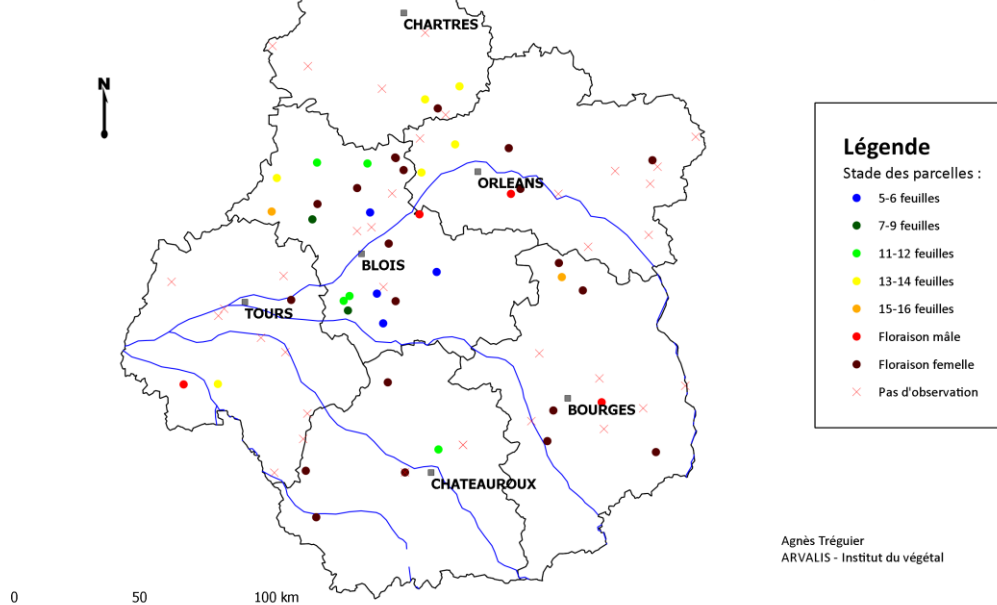 CHARTRES
N
ORLEANS
BLOIS
TOURS
BOURGES
CHATEAUROUX
Légende
Stade des parcelles :
5-6 feuilles
7-9 feuilles
11-12 feuilles
13-14 feuilles
15-16 feuilles
Floraison mâle
Floraison femelle
Pas d'observation
Agnès Tréguier
ARVALIS - Institut du végétal
0 50 100 km